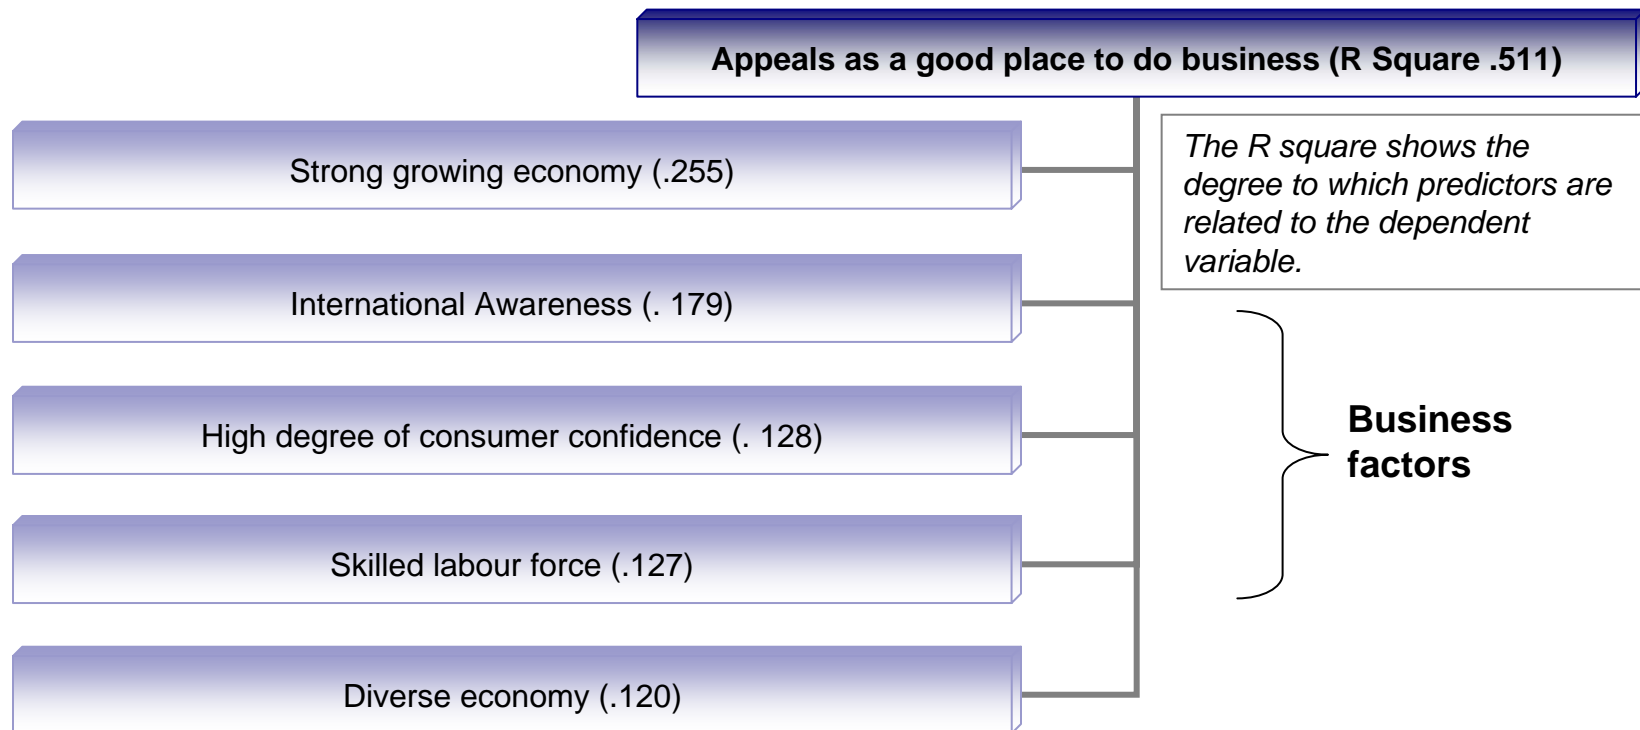 Appeals as a good place to do business (R Square .511)
The R square shows the
degree to which predictors are
related to the dependent
variable.
Strong growing economy (.255)
International Awareness (. 179)
High degree of consumer confidence (. 128)
Business
factors
Skilled labour force (.127)
Diverse economy (.120)